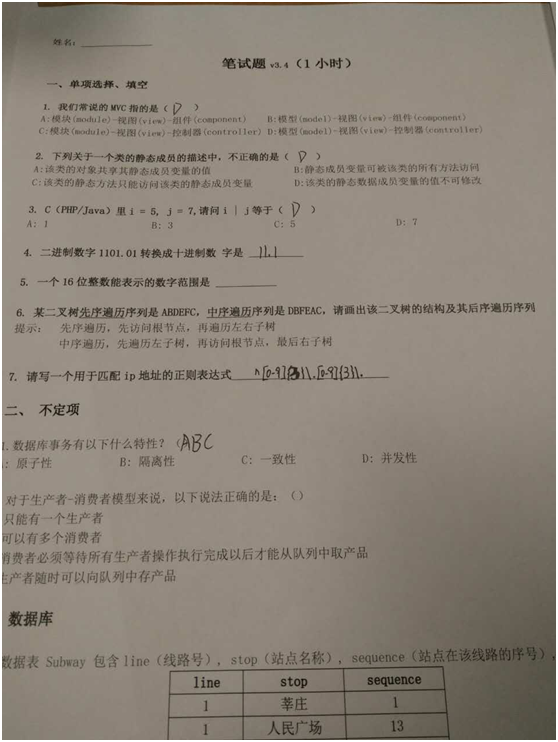 姓名:
笔试题 v3.4 (1 小时)
一、单项选择、填空
1. 我们常说的 MVC 指的是 ( D )
A:模块(module)-视图(view)-组件(component) B:模型(model)-视图(view)-组件(component)
C:模块(module)-视图(view)-控制器(controller) D:模型(model)-视图(view)-控制器(controller)
2. 下列关于一个类的静态成员的描述中，不正确的是 ( D )
A:该类的对象共享其静态成员变量的值 B:静态成员变量可被该类的所有方法访问
C:该类的静态方法只能访问该类的静态成员变量 D:该类的静态数据成员变量的值不可修改
3. C (PHP/Java) 里 i = 5, j = 7,请问 i | j 等于 ( D )
A: 1 B: 3 C: 5 D: 7
4. 二进制数字 1101.01 转换成十进制数 字是 11.1
5. 一个 16 位整数能表示的数字范围是
6. 某二叉树先序遍历序列是 ABDEFC, 中序遍历序列是 DBFEAC, 请画出该二叉树的结构及其后序遍历序列
提示: 先序遍历，先访问根节点，再遍历左右子树
中序遍历，先遍历左子树，再访问根节点，最后右子树
7. 请写一个用于匹配 ip 地址的正则表达式 ^[0-9]{3}\.[0-9]{3}\.
二、 不定项
1.数据库事务有以下什么特性? ( ABC
: 原子性 B: 隔离性 C: 一致性 D: 并发性
对于生产者-消费者模型来说，以下说法正确的是: ()
只能有一个生产者
可以有多个消费者
消费者必须等待所有生产者操作执行完成以后才能从队列中取产品
生产者随时可以向队列中存产品
数据库
数据表 Subway 包含 line (线路号), stop (站点名称), sequence (站点在该线路的序号),
line stop sequence
1 莘庄 1
1 人民广场 13